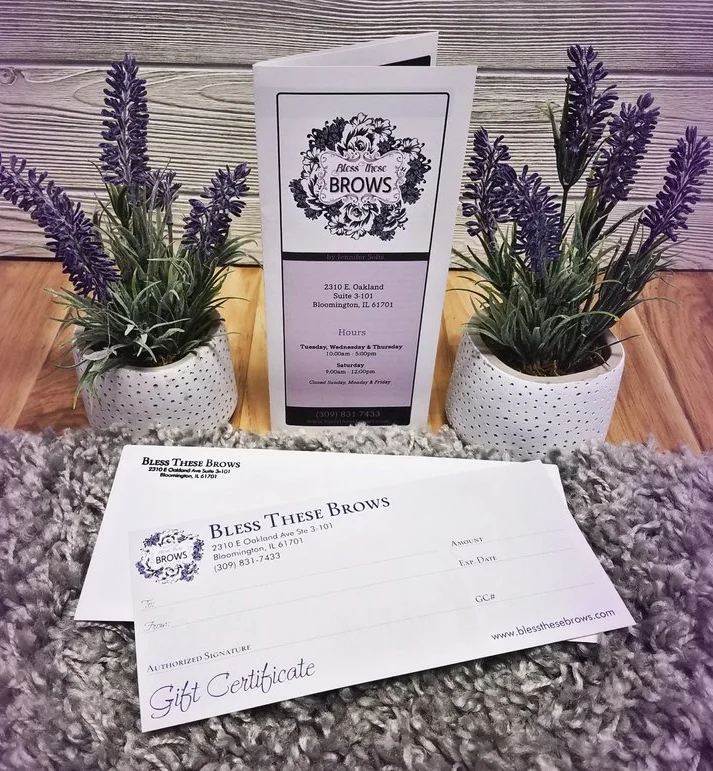 Bless these
BROWS
by Jennifer Solts
2310 E. Oakland
Suite 3-101
Bloomington, IL 61701
Hours
Tuesday, Wednesday & Thursday
10:00am - 5:00pm
Saturday
9:00am - 12:00pm
Closed Sunday, Monday & Friday
(309) 831 7433
BLESS THESE BROWS
2310 E Oakland Ave Suite 3-101
Bloomington, IL 61701
BROWS
BLESS THESE BROWS
2310 E Oakland Ave Ste 3-101
Bloomington, IL 61701
(309) 831-7433
AMOUNT
To:
EXP. DATE
From:
GC#
AUTHORIZED SIGNATURE
www.blessthesebrows.com
Gift Certificate